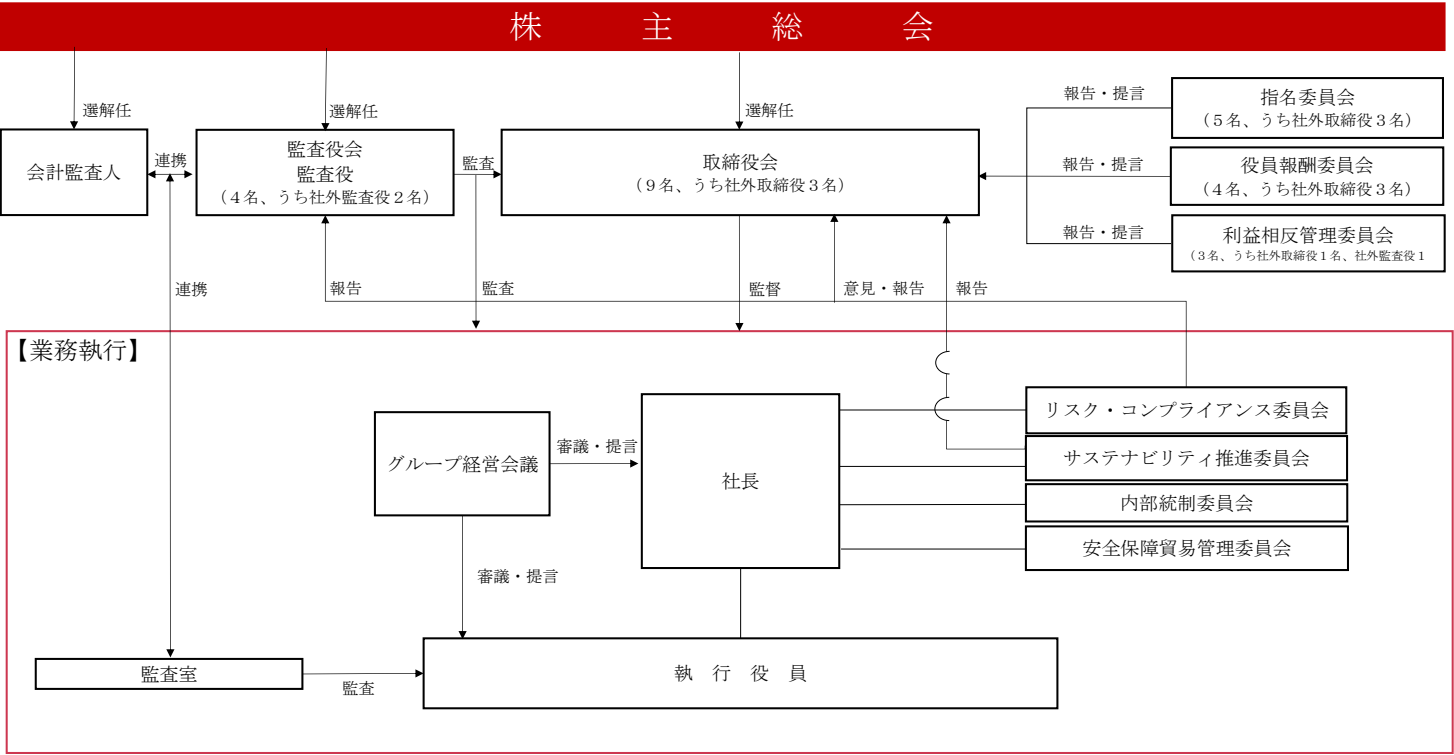 株主総会
選解任
選解任
選解任
会計監査人
連携
監査役会
監査役
(4名、うち社外監査役2名)
監査
取締役会
(9名、うち社外取締役3名)
報告・提言
指名委員会
(5名、うち社外取締役3名)
報告・提言
役員報酬委員会
(4名、うち社外取締役3名)
報告・提言
利益相反管理委員会
(3名、うち社外取締役1名、社外監査役1
連携
報告
監査
監督
意見・報告
報告
【業務執行】
グループ経営会議
審議・提言
社長
リスク・コンプライアンス委員会
サステナビリティ推進委員会
内部統制委員会
安全保障貿易管理委員会
審議・提言
監査室
監査
執行役員